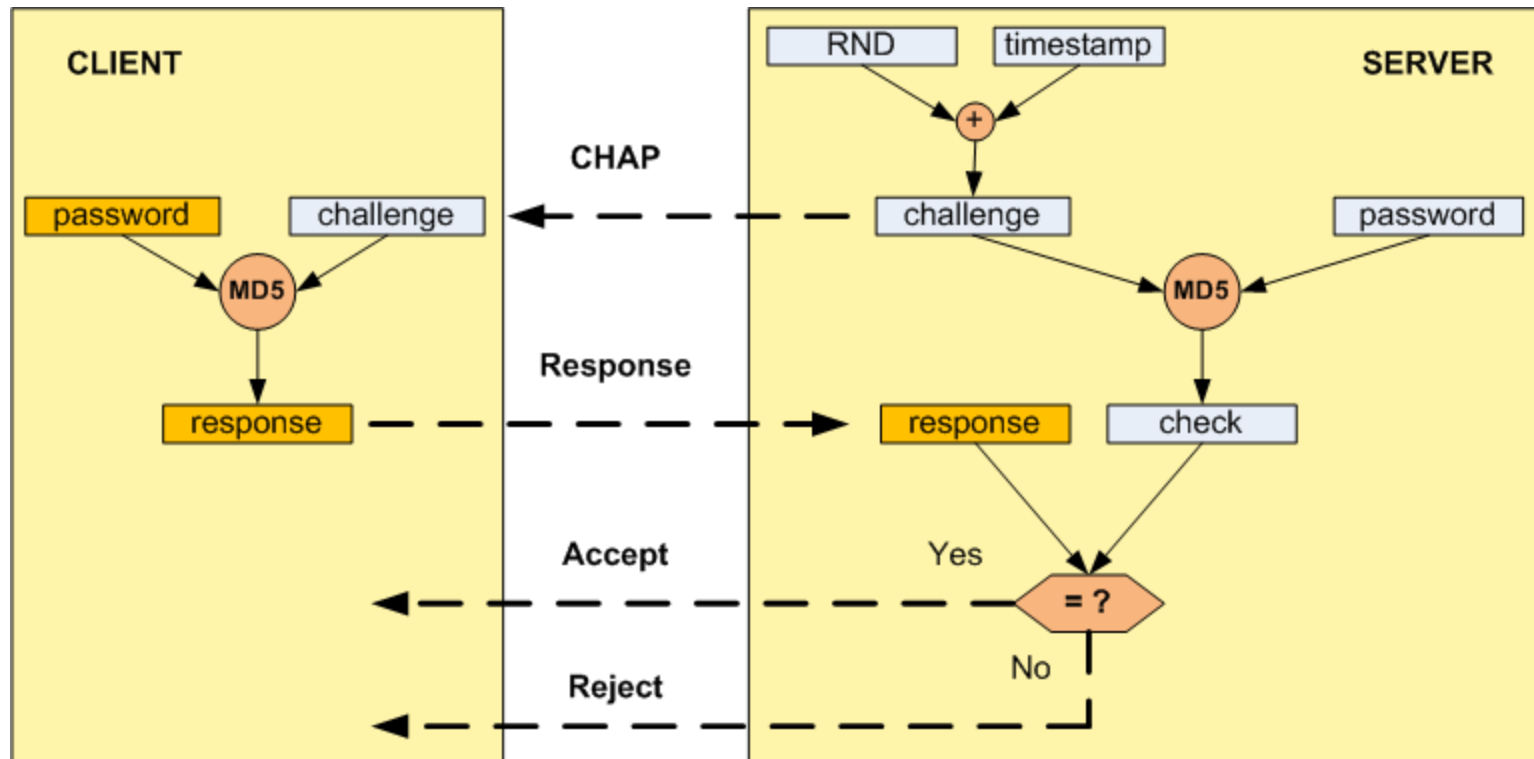 CLIENT
RND
timestamp
SERVER
+
CHAP
password
challenge
challenge
password
MD5
MD5
Response
response
response
check
Accept
Yes
= ?
No
Reject